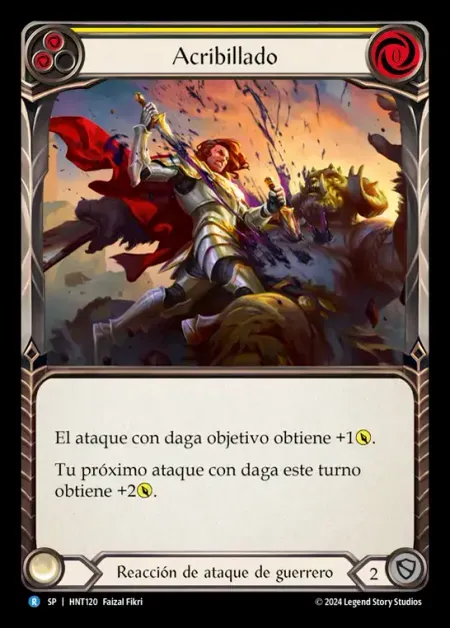 0
Acribillado
El ataque con daga objetivo obtiene +1.
Tu próximo ataque con daga este turno
obtiene +2.
Reacción de ataque de guerrero
2
R SP | HNT120 Faizal Fikri
© 2024 Legend Story Studios